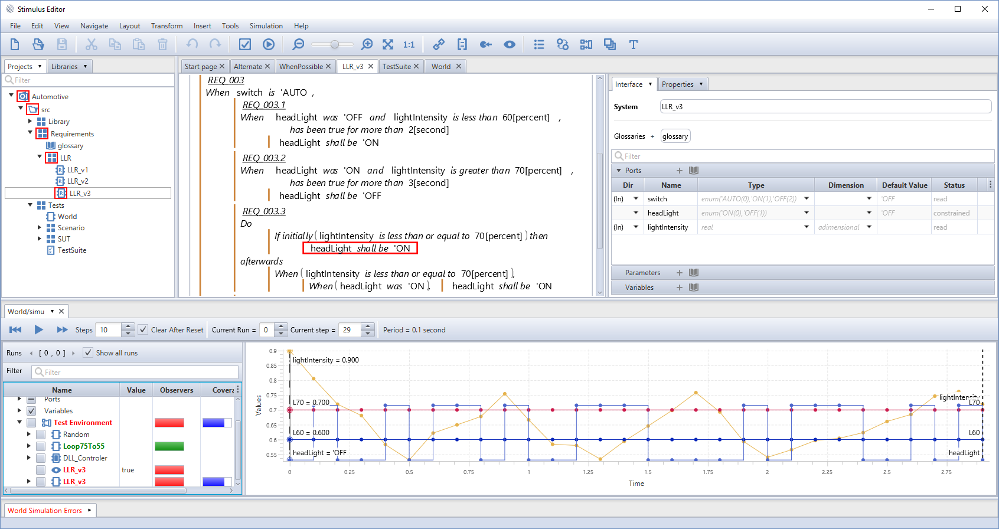 Stimulus Editor
File Edit View Navigate Layout Transform Insert Tools Simulation Help
1:1 T
Projects Libraries
Filter
Automotive
src
Library
Requirements
glossary
LLR
LLR_v1
LLR_v2
LLR_v3
Tests
World
Scenario
SUT
TestSuite
Start page Alternate WhenPossible LLR_v3 TestSuite World
REQ_003
When switch is 'AUTO ,
REQ_003.1
When headLight was 'OFF and lightIntensity is less than 60[percent] ,
has been true for more than 2[second]
headLight shall be 'ON
REQ_003.2
When headLight was 'ON and lightIntensity is greater than 70[percent] ,
has been true for more than 3[second]
headLight shall be 'OFF
REQ_003.3
Do
If initially ( lightIntensity is less than or equal to 70[percent] ) then
headLight shall be 'ON
afterwards
When ( lightIntensity is less than or equal to 70[percent] ),
When ( headLight was 'ON ), headLight shall be 'ON
Interface Properties
System LLR_v3
Glossaries + glossary
Filter
Ports +
Dir Name Type Dimension Default Value Status
(In) switch enum('AUTO(0),'ON(1),'OFF(2)) 'OFF read
headLight enum('ON(0),'OFF(1)) 'OFF constrained
(In) lightIntensity real adimensional read
Parameters +
Variables +
World/simu
Steps 10 Clear After Reset Current Run = 0 Current step = 29 Period = 0.1 second
Runs [ 0 , 0 ] Show all runs
Filter Filter
Name Value Observers Covera
Ports
Variables
Test Environment
Random
Loop75To55
DLL_Controler
LLR_v3 true
LLR_v3
Values
0.9
0.85
0.8
0.75
0.7
0.65
0.6
0.55
lightIntensity = 0.900
L70 = 0.700
L60 = 0.600
headLight = 'OFF
lightIntensity
L70
L60
headLight
0 0.25 0.5 0.75 1 1.25 1.5 1.75 2 2.25 2.5 2.75
Time
World Simulation Errors